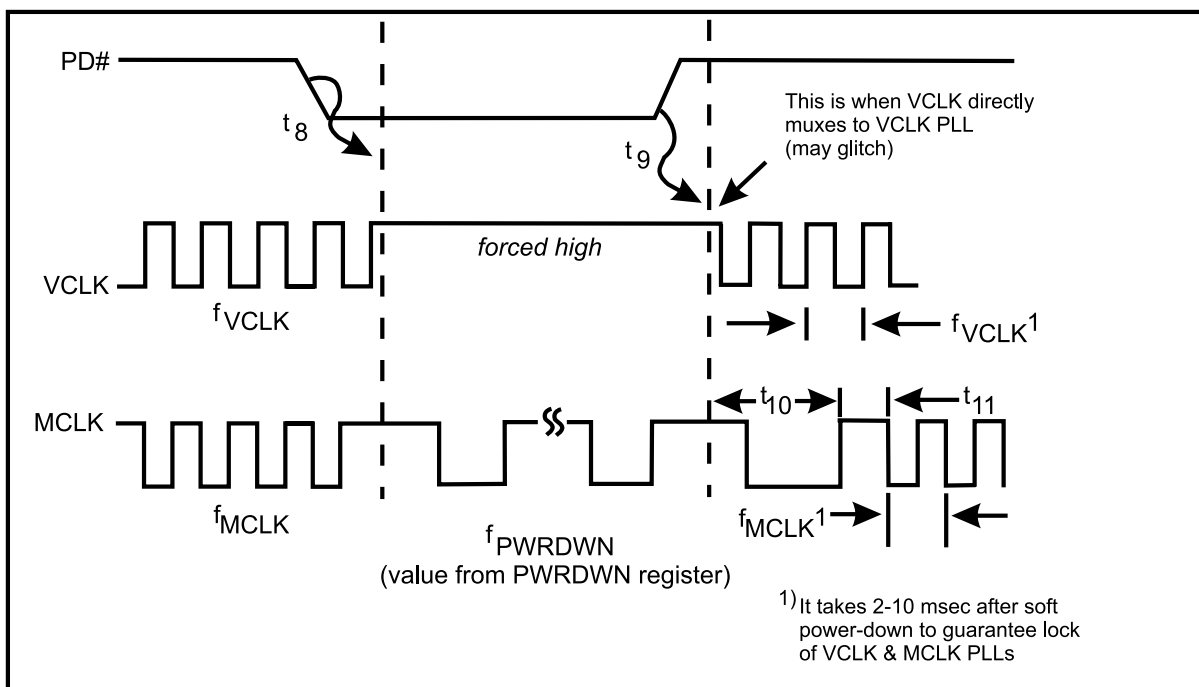 PD#
t8
t9
This is when VCLK directly
muxes to VCLK PLL
(may glitch)
forced high
VCLK
fVCLK
fVCLK1
MCLK
t10
t11
fMCLK
fMCLK1
fPWRDWN
(value from PWRDWN register)
1) It takes 2-10 msec after soft
power-down to guarantee lock
of VCLK & MCLK PLLs